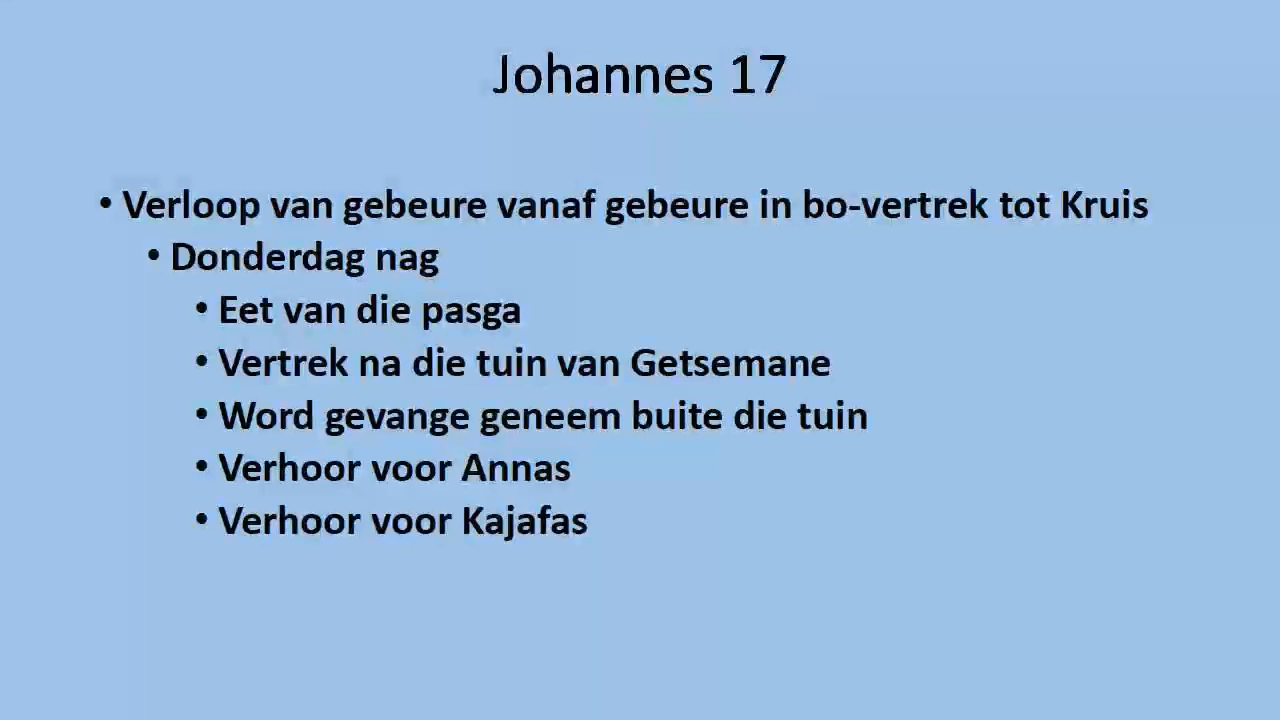 Johannes 17
• Verloop van gebeure vanaf gebeure in bo-vertrek tot Kruis
• Donderdag nag
• Eet van die pasga
• Vertrek na die tuin van Getsemane
• Word gevange geneem buite die tuin
• Verhoor voor Annas
• Verhoor voor Kajafas